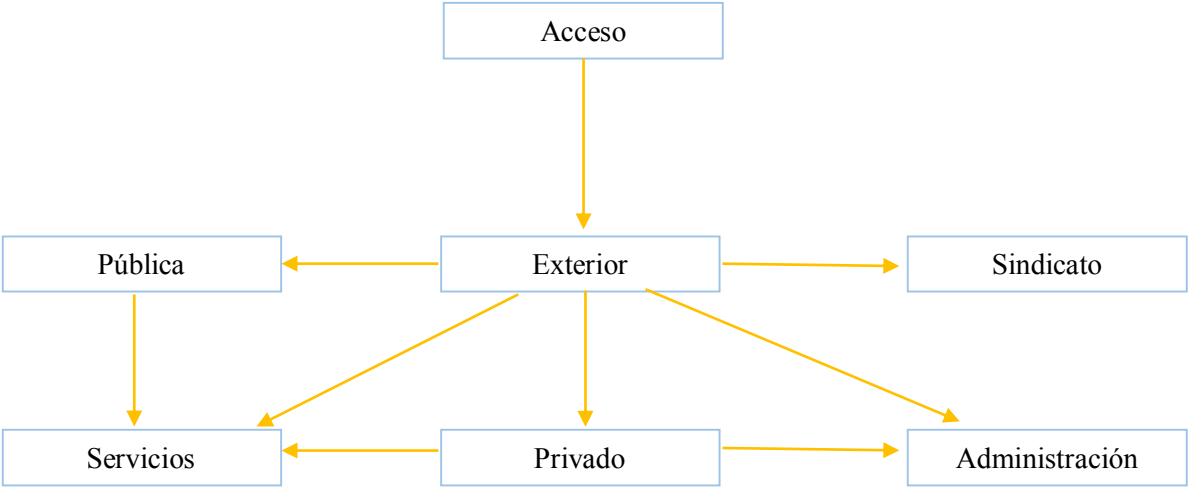 Acceso
Pública
Exterior
Sindicato
Servicios
Privado
Administración